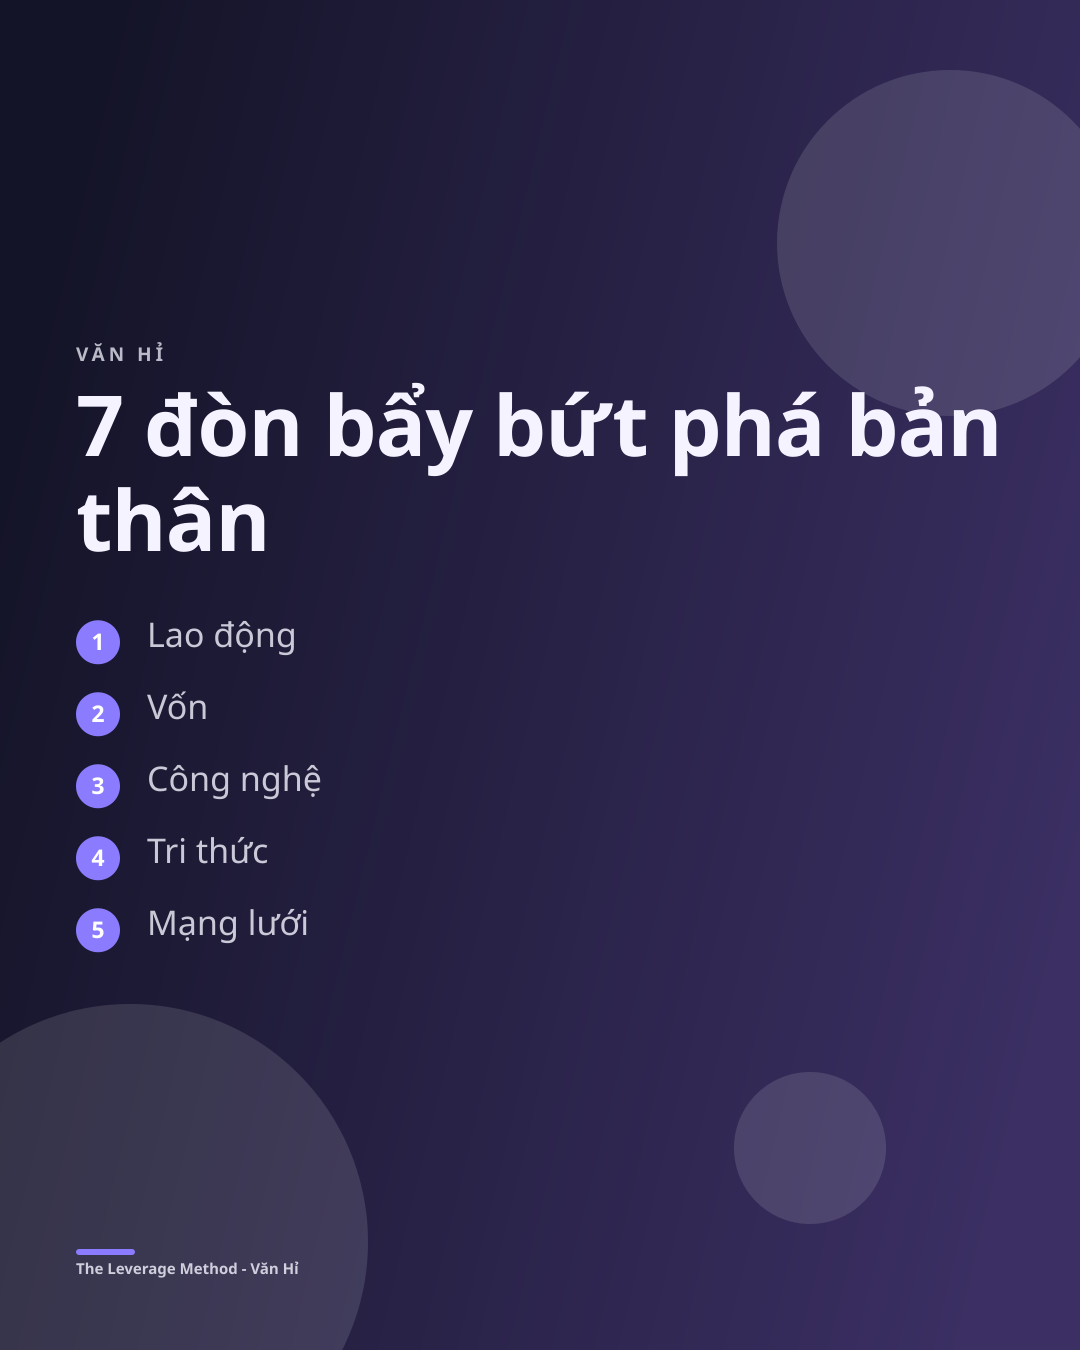 VĂN HỈ
7 đòn bẩy bứt phá bản
thân
1 Lao động
2 Vốn
3 Công nghệ
4 Tri thức
5 Mạng lưới
The Leverage Method - Văn Hỉ